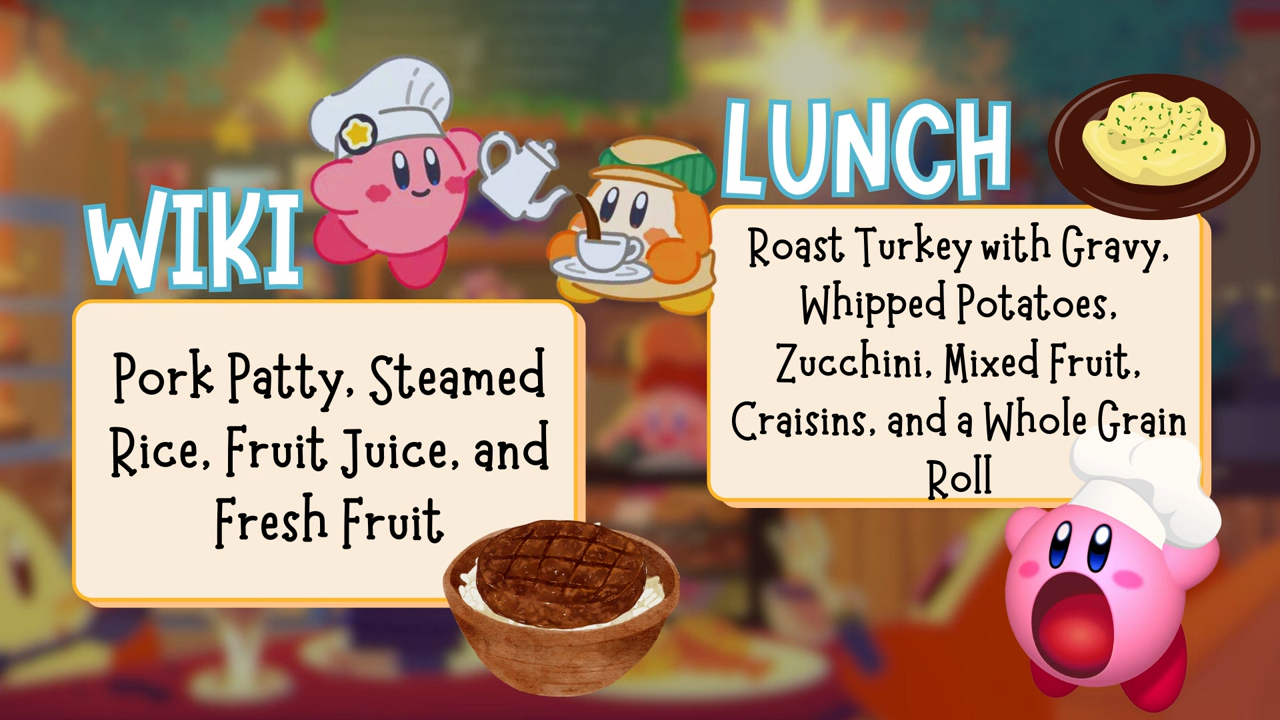 WIKI
Pork Patty, Steamed
Rice, Fruit Juice, and
Fresh Fruit
LUNCH
Roast Turkey with Gravy,
Whipped Potatoes,
Zucchini, Mixed Fruit,
Craisins, and a Whole Grain
Roll